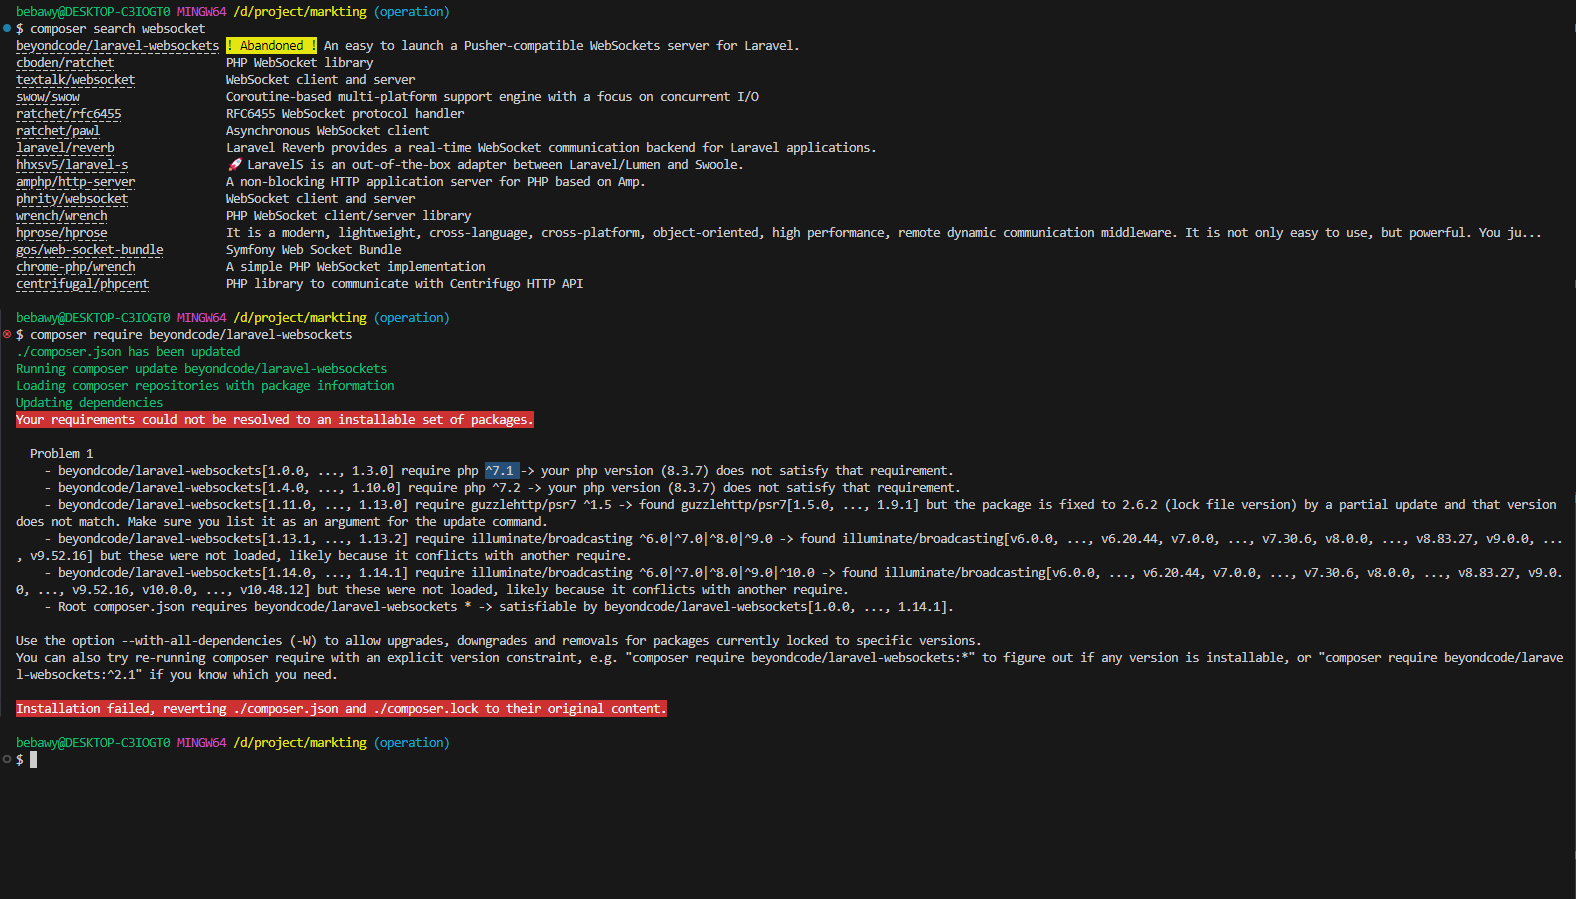 bebawy@DESKTOP-C3IOGT0 MINGW64 /d/project/markting (operation)
$ composer search websocket
beyondcode/laravel-websockets ! Abandoned ! An easy to launch a Pusher-compatible WebSockets server for Laravel.
cboden/ratchet PHP WebSocket library
textalk/websocket WebSocket client and server
swow/swow Coroutine-based multi-platform support engine with a focus on concurrent I/O
ratchet/rfc6455 RFC6455 WebSocket protocol handler
ratchet/pawl Asynchronous WebSocket client
laravel/reverb Laravel Reverb provides a real-time WebSocket communication backend for Laravel applications.
hhxsv5/laravel-s 🚀 LaravelS is an out-of-the-box adapter between Laravel/Lumen and Swoole.
amphp/http-server A non-blocking HTTP application server for PHP based on Amp.
phrity/websocket WebSocket client and server
wrench/wrench PHP WebSocket client/server library
hprose/hprose It is a modern, lightweight, cross-language, cross-platform, object-oriented, high performance, remote dynamic communication middleware. It is not only easy to use, but powerful. You ju...
gos/web-socket-bundle Symfony Web Socket Bundle
chrome-php/wrench A simple PHP WebSocket implementation
centrifugal/phpcent PHP library to communicate with Centrifugo HTTP API
bebawy@DESKTOP-C3IOGT0 MINGW64 /d/project/markting (operation)
$ composer require beyondcode/laravel-websockets
./composer.json has been updated
Running composer update beyondcode/laravel-websockets
Loading composer repositories with package information
Updating dependencies
Your requirements could not be resolved to an installable set of packages.
Problem 1
- beyondcode/laravel-websockets[1.0.0, ..., 1.3.0] require php ^7.1 -> your php version (8.3.7) does not satisfy that requirement.
- beyondcode/laravel-websockets[1.4.0, ..., 1.10.0] require php ^7.2 -> your php version (8.3.7) does not satisfy that requirement.
- beyondcode/laravel-websockets[1.11.0, ..., 1.13.0] require guzzlehttp/psr7 ^1.5 -> found guzzlehttp/psr7[1.5.0, ..., 1.9.1] but the package is fixed to 2.6.2 (lock file version) by a partial update and that version
does not match. Make sure you list it as an argument for the update command.
- beyondcode/laravel-websockets[1.13.1, ..., 1.13.2] require illuminate/broadcasting ^6.0|^7.0|^8.0|^9.0 -> found illuminate/broadcasting[v6.0.0, ..., v6.20.44, v7.0.0, ..., v7.30.6, v8.0.0, ..., v8.83.27, v9.0.0, ...
, v9.52.16] but these were not loaded, likely because it conflicts with another require.
- beyondcode/laravel-websockets[1.14.0, ..., 1.14.1] require illuminate/broadcasting ^6.0|^7.0|^8.0|^9.0|^10.0 -> found illuminate/broadcasting[v6.0.0, ..., v6.20.44, v7.0.0, ..., v7.30.6, v8.0.0, ..., v8.83.27, v9.0.
0, ..., v9.52.16, v10.0.0, ..., v10.48.12] but these were not loaded, likely because it conflicts with another require.
- Root composer.json requires beyondcode/laravel-websockets * -> satisfiable by beyondcode/laravel-websockets[1.0.0, ..., 1.14.1].
Use the option --with-all-dependencies (-W) to allow upgrades, downgrades and removals for packages currently locked to specific versions.
You can also try re-running composer require with an explicit version constraint, e.g. "composer require beyondcode/laravel-websockets:*" to figure out if any version is installable, or "composer require beyondcode/larave
l-websockets:^2.1" if you know which you need.
Installation failed, reverting ./composer.json and ./composer.lock to their original content.
bebawy@DESKTOP-C3IOGT0 MINGW64 /d/project/markting (operation)
$